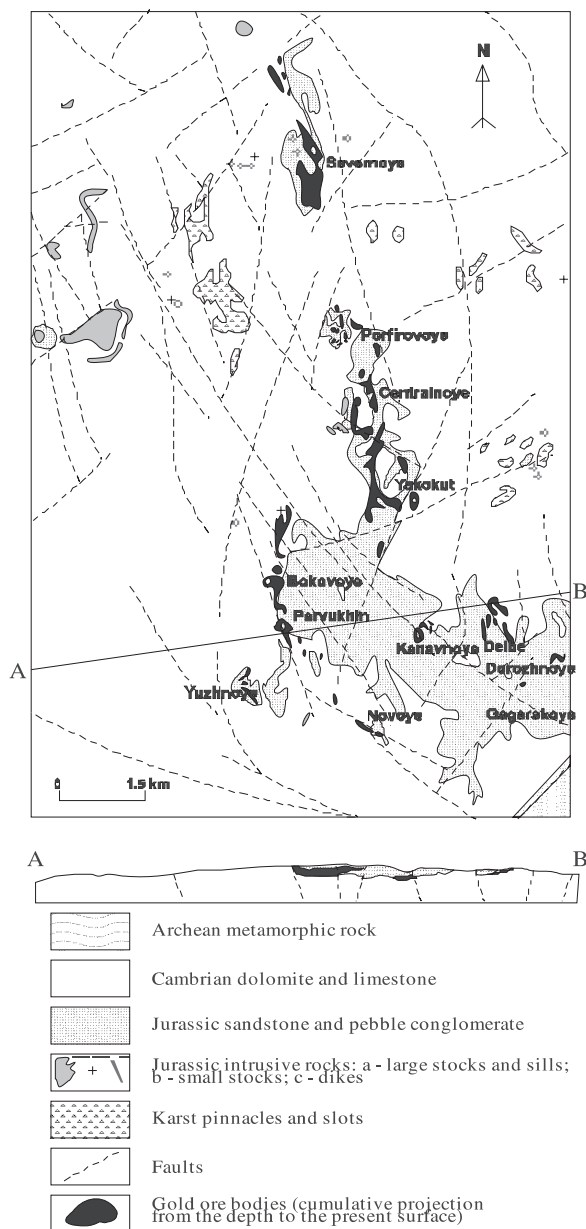 N
Severnoye
Porfirovoye
Centralnoye
Yakokut
B
Bokovoye
Pervukhin
Kanavnoye
Delbe
Dorozhnoye
A
Yuzhnoye
Novoye
0 1.5 km
A B
Archean metamorphic rock
Cambrian dolomite and limestone
Jurassic sandstone and pebble conglomerate
Jurassic intrusive rocks: a - large stocks and sills;
b - small stocks; c - dikes
Karst pinnacles and slots
Faults
Gold ore bodies (cumulative projection
from the depth to the present surface)